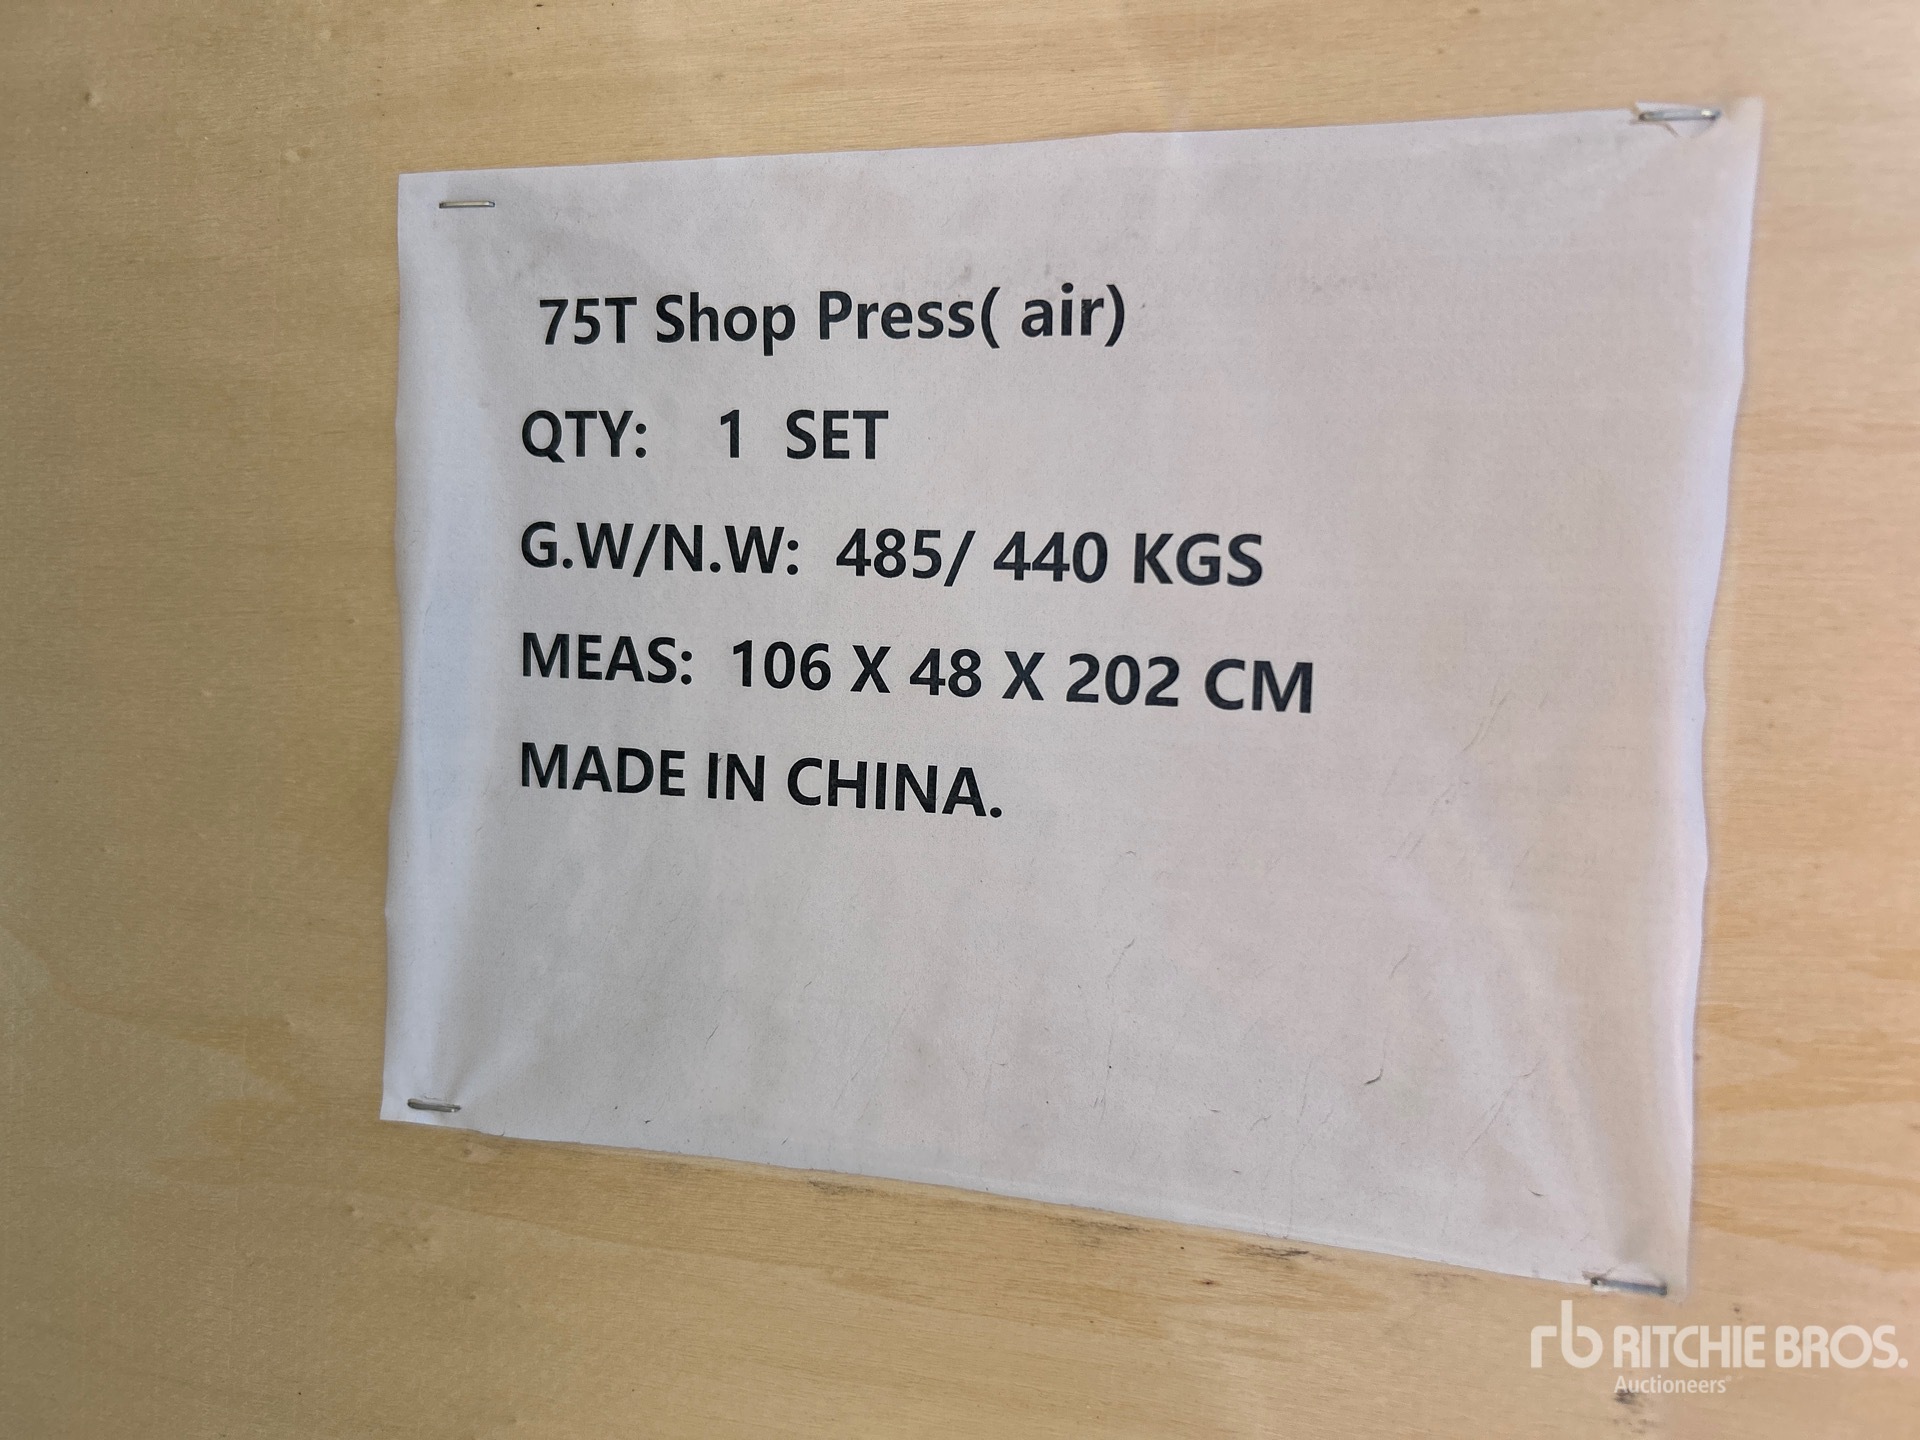 75T Shop Press( air)
QTY: 1 SET
G.W/N.W: 485/ 440 KGS
MEAS: 106 X 48 X 202 CM
MADE IN CHINA.
rb RITCHIE BROS.
Auctioneers